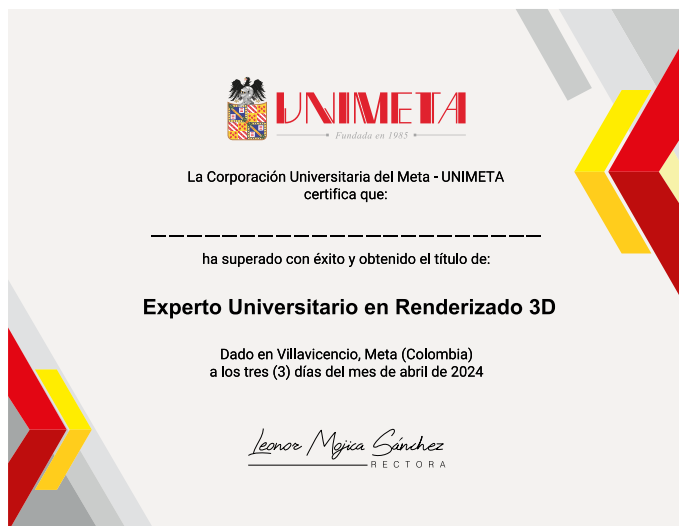 UNIMETA
Fundada en 1985
La Corporación Universitaria del Meta - UNIMETA
certifica que:
ha superado con éxito y obtenido el título de:
Experto Universitario en Renderizado 3D
Dado en Villavicencio, Meta (Colombia)
a los tres (3) días del mes de abril de 2024
Leonor Mojica Sánchez
RECTORA